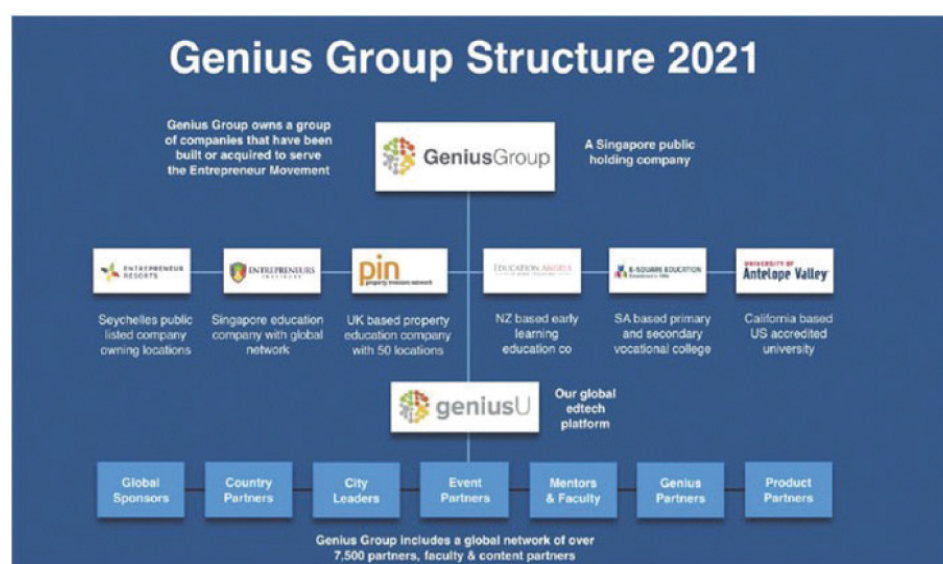 Genius Group Structure 2021
Genius Group owns a group
of companies that have been
built or acquired to serve
the Entrepreneur Movement
GeniusGroup
A Singapore public
holding company
ENTREPRENEUR
RESORTS
ENTREPRENEURS
INSTITUTE
pin
property investors network
EDUCATION ANGELS
E-SQUARE EDUCATION
UNIVERSITY OF
Antelope Valley
Seychelles public
listed company
owning locations
Singapore education
company with global
network
UK based property
education company
with 50 locations
NZ based early
learning
education co
SA based primary
and secondary
vocational college
California based
US accredited
university
geniusU
Our global
edtech
platform
Global
Sponsors
Country
Partners
City
Leaders
Event
Partners
Mentors
& Faculty
Genius
Partners
Product
Partners
Genius Group includes a global network of over
7,500 partners, faculty & content partners